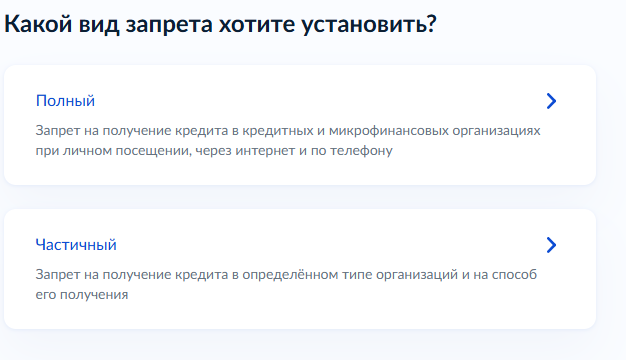 Какой вид запрета хотите установить?
Полный
Запрет на получение кредита в кредитных и микрофинансовых организациях
при личном посещении, через интернет и по телефону
Частичный
Запрет на получение кредита в определённом типе организаций и на способ
его получения